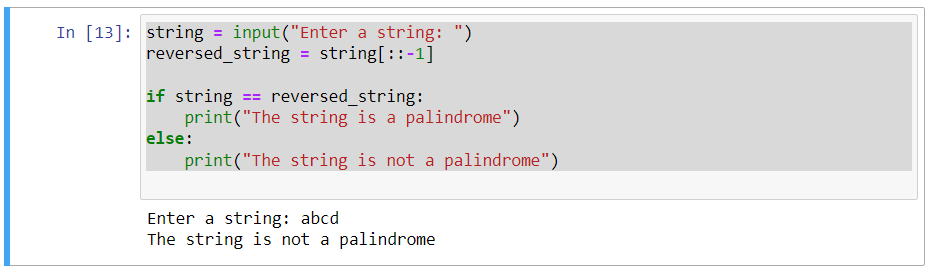 In [13]: string = input("Enter a string: ")
reversed_string = string[::-1]

if string == reversed_string:
    print("The string is a palindrome")
else:
    print("The string is not a palindrome")

Enter a string: abcd
The string is not a palindrome